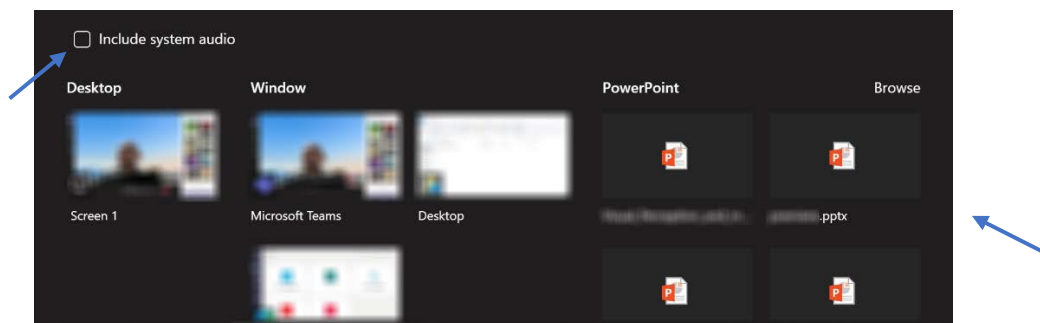 Include system audio
Desktop
Window
PowerPoint
Browse
Screen 1
Microsoft Teams
Desktop
.pptx